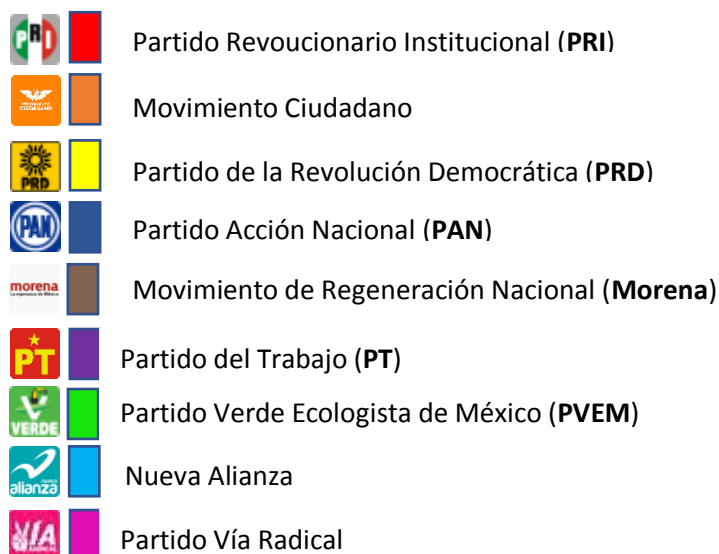 PRI Partido Revoucionario Institucional (PRI)
Movimiento Ciudadano
PRD Partido de la Revolución Democrática (PRD)
PAN Partido Acción Nacional (PAN)
morena Movimiento de Regeneración Nacional (Morena)
PT Partido del Trabajo (PT)
VERDE Partido Verde Ecologista de México (PVEM)
alianza Nueva Alianza
VÍA Partido Vía Radical